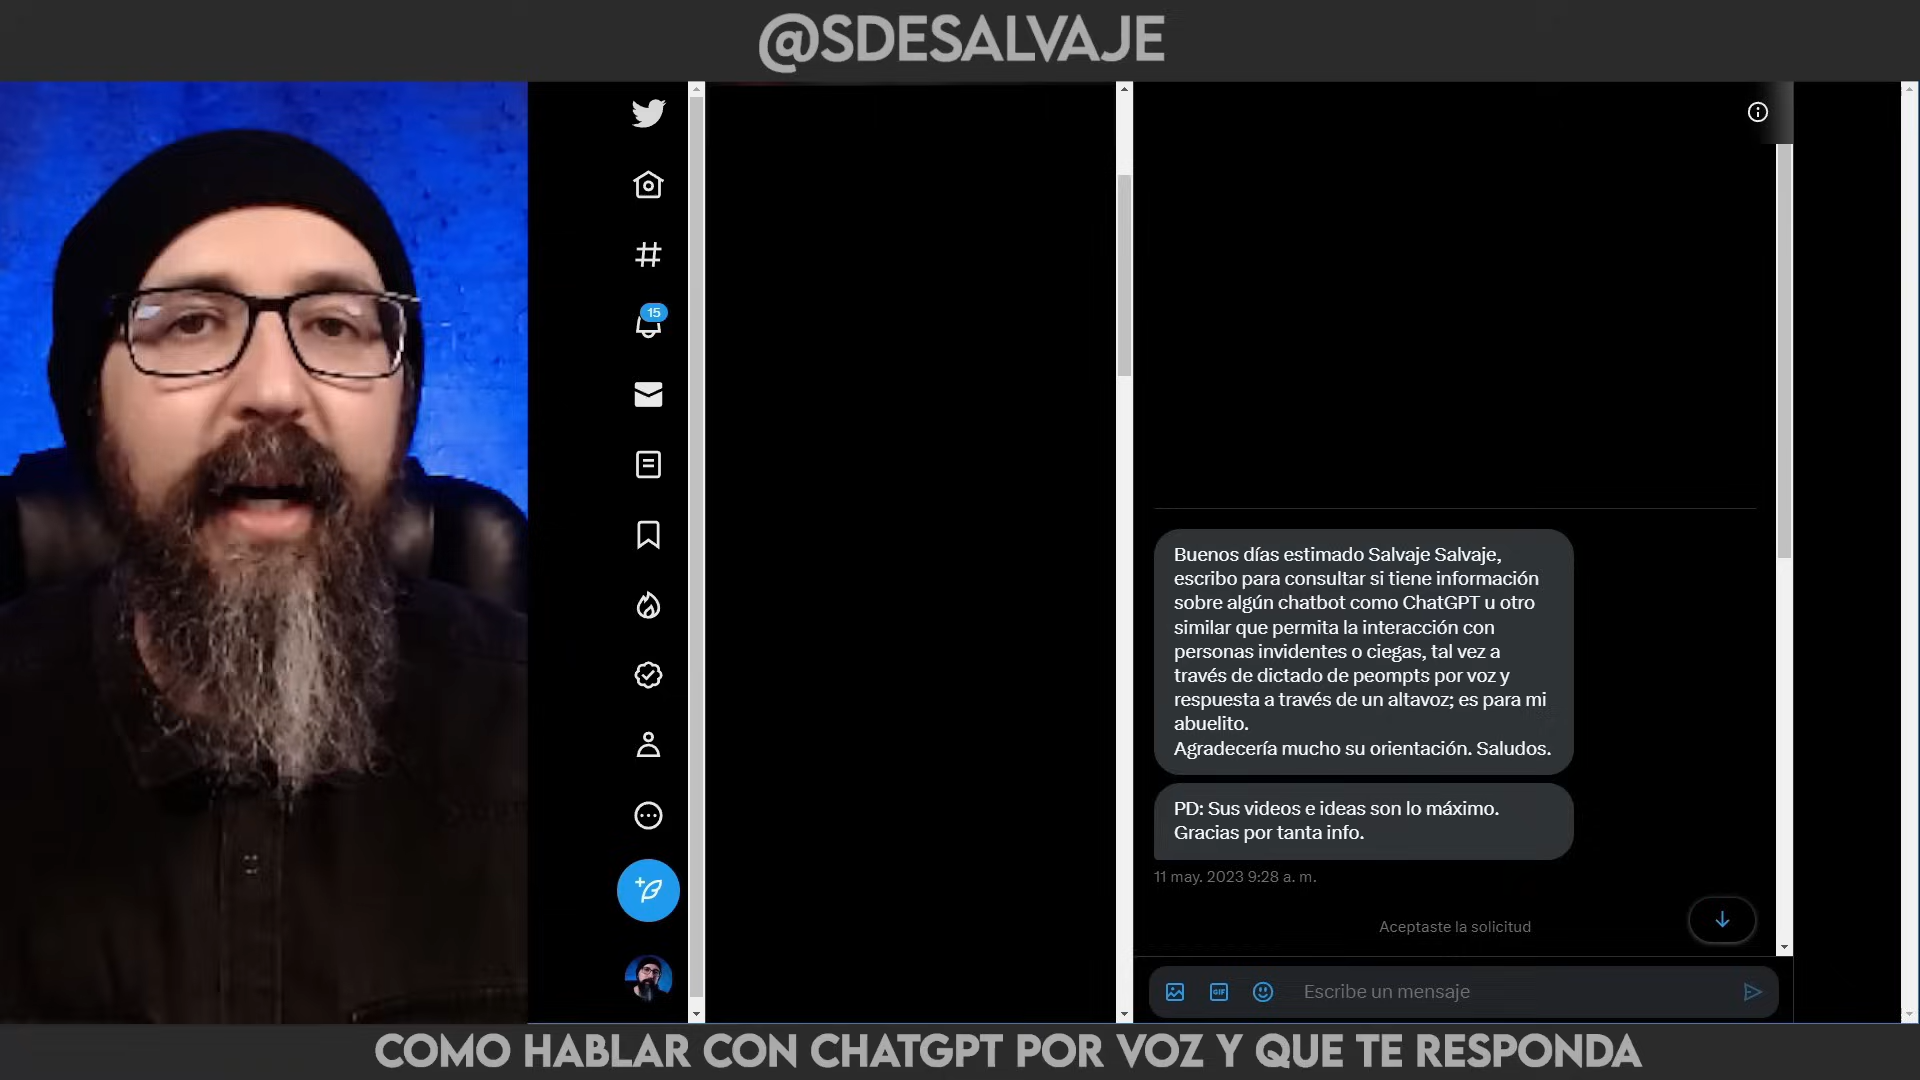 @SDESALVAJE
15
Buenos días estimado Salvaje Salvaje,
escribo para consultar si tiene información
sobre algún chatbot como ChatGPT u otro
similar que permita la interacción con
personas invidentes o ciegas, tal vez a
través de dictado de peompts por voz y
respuesta a través de un altavoz; es para mi
abuelito.
Agradecería mucho su orientación. Saludos.
PD: Sus videos e ideas son lo máximo.
Gracias por tanta info.
11 may. 2023 9:28 a. m.
Aceptaste la solicitud
GIF
Escribe un mensaje
COMO HABLAR CON CHATGPT POR VOZ Y QUE TE RESPONDA